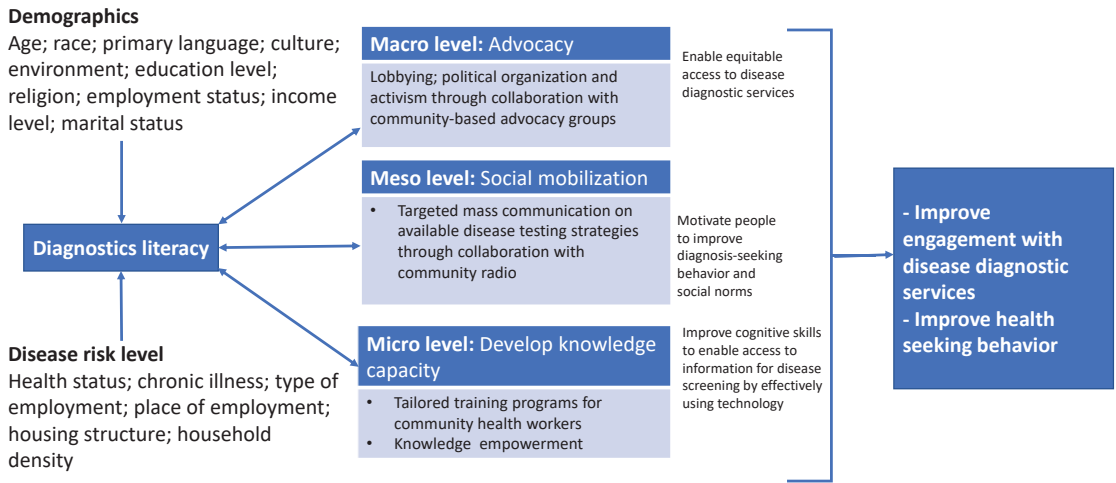 Demographics
Age; race; primary language; culture;
environment; education level;
religion; employment status; income
level; marital status
Diagnostics literacy
Disease risk level
Health status; chronic illness; type of
employment; place of employment;
housing structure; household
density
Macro level: Advocacy
Lobbying; political organization and
activism through collaboration with
community-based advocacy groups
Enable equitable
access to disease
diagnostic services
Meso level: Social mobilization
• Targeted mass communication on
available disease testing strategies
through collaboration with
community radio
Motivate people
to improve
diagnosis-seeking
behavior and
social norms
Micro level: Develop knowledge
capacity
• Tailored training programs for
community health workers
• Knowledge empowerment
Improve cognitive skills
to enable access to
information for disease
screening by effectively
using technology
- Improve
engagement with
disease diagnostic
services
- Improve health
seeking behavior